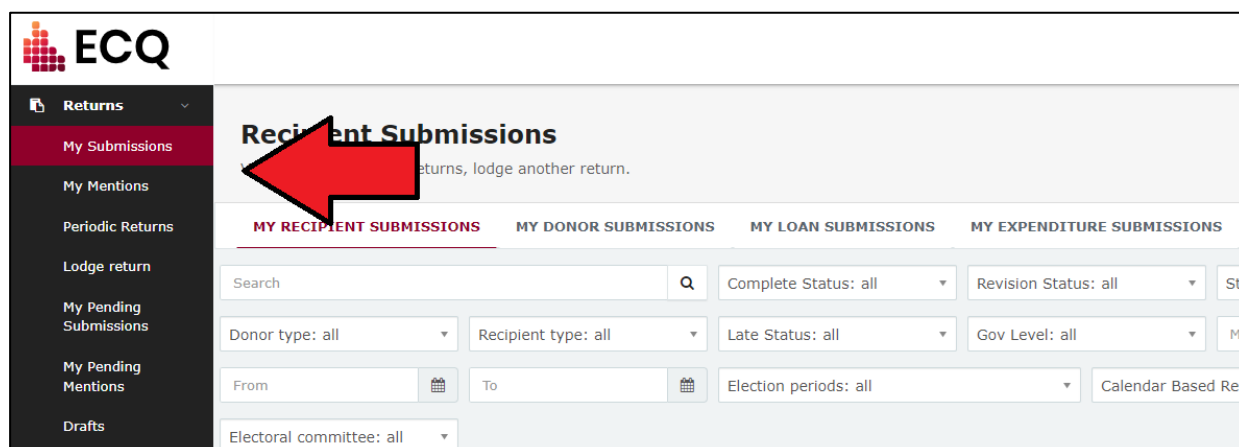 ECQ
Returns
My Submissions
My Mentions
Periodic Returns
Lodge return
My Pending
Submissions
My Pending
Mentions
Drafts
Submissions
eturns, lodge another return.
MY RECIPIENT SUBMISSIONS MY DONOR SUBMISSIONS MY LOAN SUBMISSIONS MY EXPENDITURE SUBMISSIONS
Search Complete Status: all Revision Status: all St
Donor type: all Recipient type: all Late Status: all Gov Level: all M
From To Election periods: all Calendar Based Re
Electoral committee: all